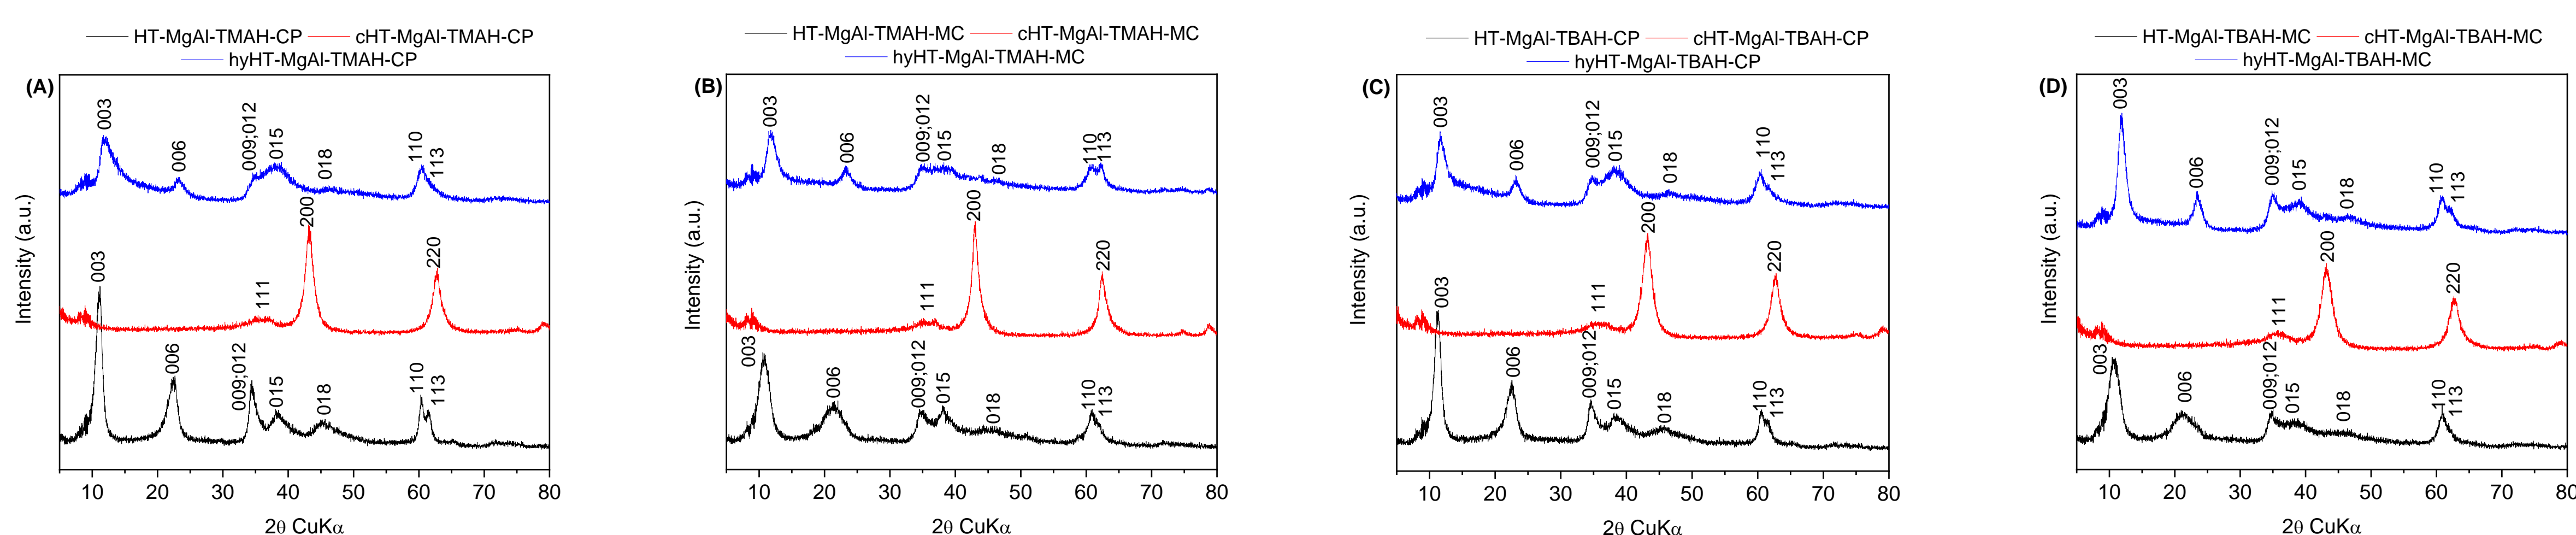 HT-MgAl-TMAH-CP cHT-MgAl-TMAH-CP
hyHT-MgAl-TMAH-CP
(A)
003
006
009;012
015
018
110
113
200
220
111
003
006
009;012
015
018
110
113
Intensity (a.u.)
10 20 30 40 50 60 70 80
2θ CuKα
HT-MgAl-TMAH-MC cHT-MgAl-TMAH-MC
hyHT-MgAl-TMAH-MC
(B)
003
006
009;012
015
018
110
113
200
220
111
003
006
009;012
015
018
110
113
Intensity (a.u.)
10 20 30 40 50 60 70 80
2θ CuKα
HT-MgAl-TBAH-CP cHT-MgAl-TBAH-CP
hyHT-MgAl-TBAH-CP
(C)
003
006
009;012
015
018
110
113
200
220
111
003
006
009;012
015
018
110
113
Intensity (a.u.)
10 20 30 40 50 60 70 80
2θ CuKα
HT-MgAl-TBAH-MC cHT-MgAl-TBAH-MC
hyHT-MgAl-TBAH-MC
(D)
003
006
009;012
015
018
110
113
200
220
111
003
006
009;012
015
018
110
113
Intensity (a.u.)
10 20 30 40 50 60 70 80
2θ CuKα